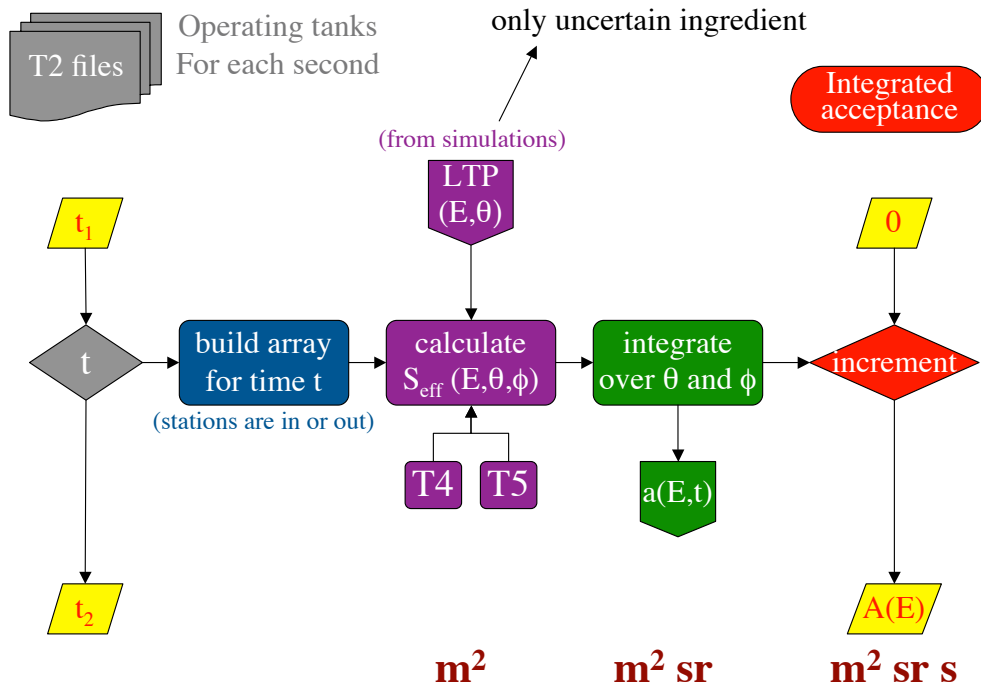 only uncertain ingredient
Operating tanks
For each second
T2 files
Integrated
acceptance
(from simulations)
LTP
(E,θ)
t₁
0
t
build array
for time t
calculate
S_eff (E,θ,ϕ)
integrate
over θ and ϕ
increment
(stations are in or out)
T4
T5
a(E,t)
t₂
A(E)
m²
m² sr
m² sr s